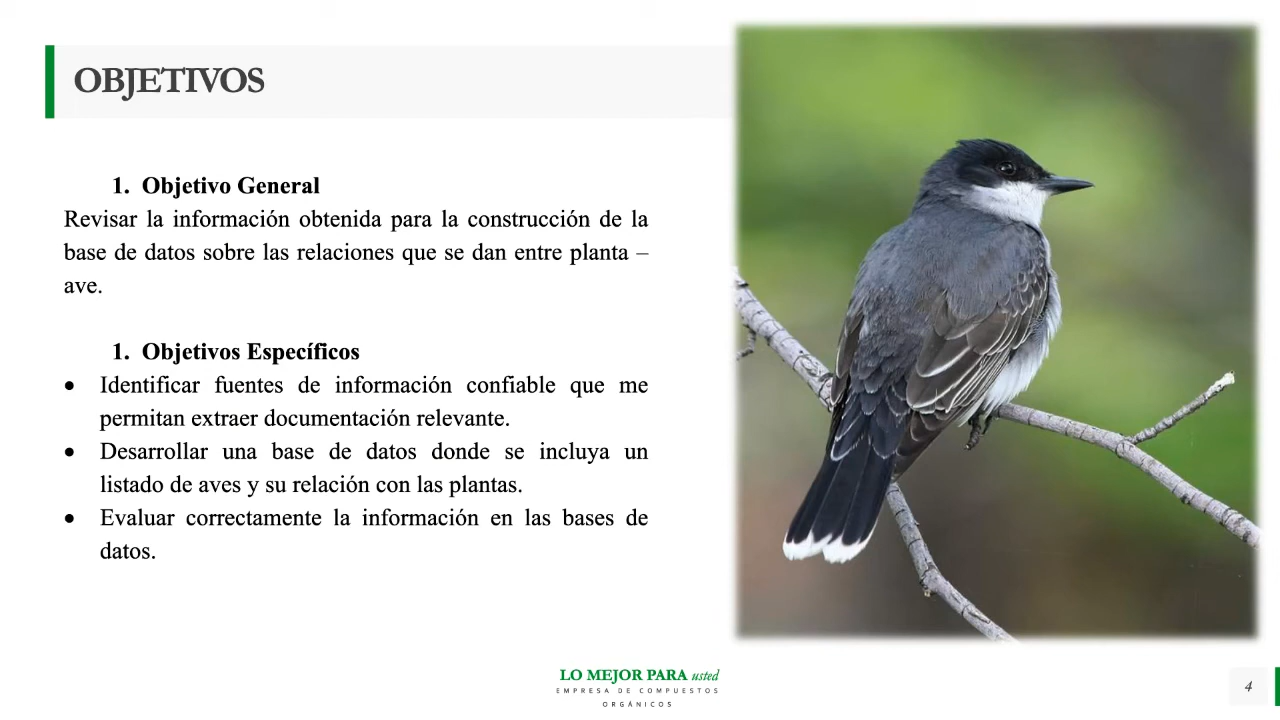 OBJETIVOS
1. Objetivo General
Revisar la información obtenida para la construcción de la
base de datos sobre las relaciones que se dan entre planta –
ave.
1. Objetivos Específicos
• Identificar fuentes de información confiable que me
permitan extraer documentación relevante.
• Desarrollar una base de datos donde se incluya un
listado de aves y su relación con las plantas.
• Evaluar correctamente la información en las bases de
datos.
LO MEJOR PARA usted
EMPRESA DE COMPUESTOS
ORGÁNICOS
4